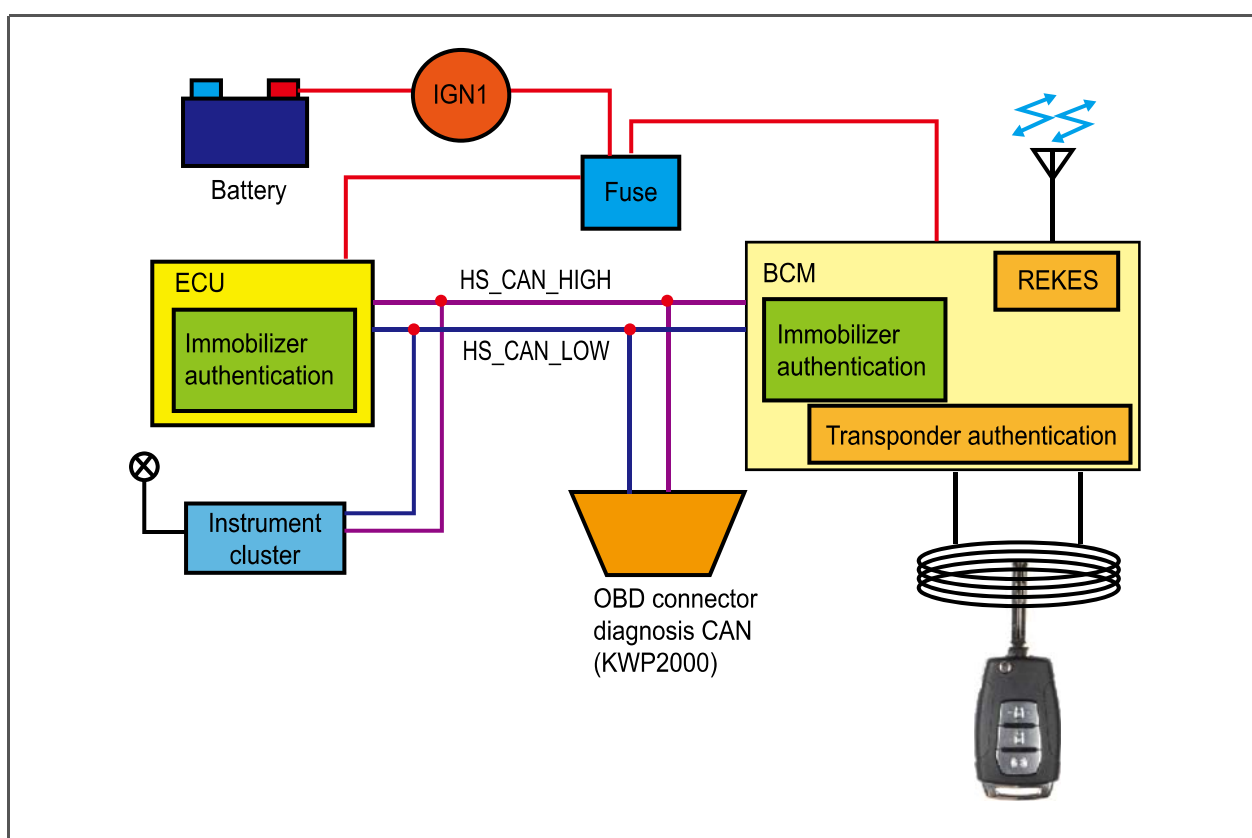 IGN1
Battery
Fuse
ECU
Immobilizer
authentication
HS_CAN_HIGH
HS_CAN_LOW
BCM
REKES
Immobilizer
authentication
Transponder authentication
Instrument
cluster
OBD connector
diagnosis CAN
(KWP2000)